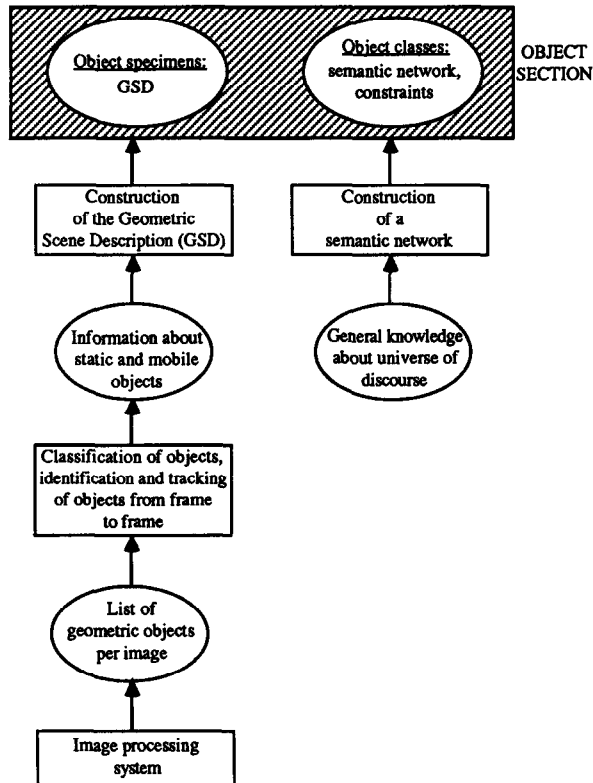 Object specimens:
GSD
Object classes:
semantic network,
constraints
OBJECT
SECTION
Construction
of the Geometric
Scene Description (GSD)
Construction
of a
semantic network
Information about
static and mobile
objects
General knowledge
about universe of
discourse
Classification of objects,
identification and tracking
of objects from frame
to frame
List of
geometric objects
per image
Image processing
system